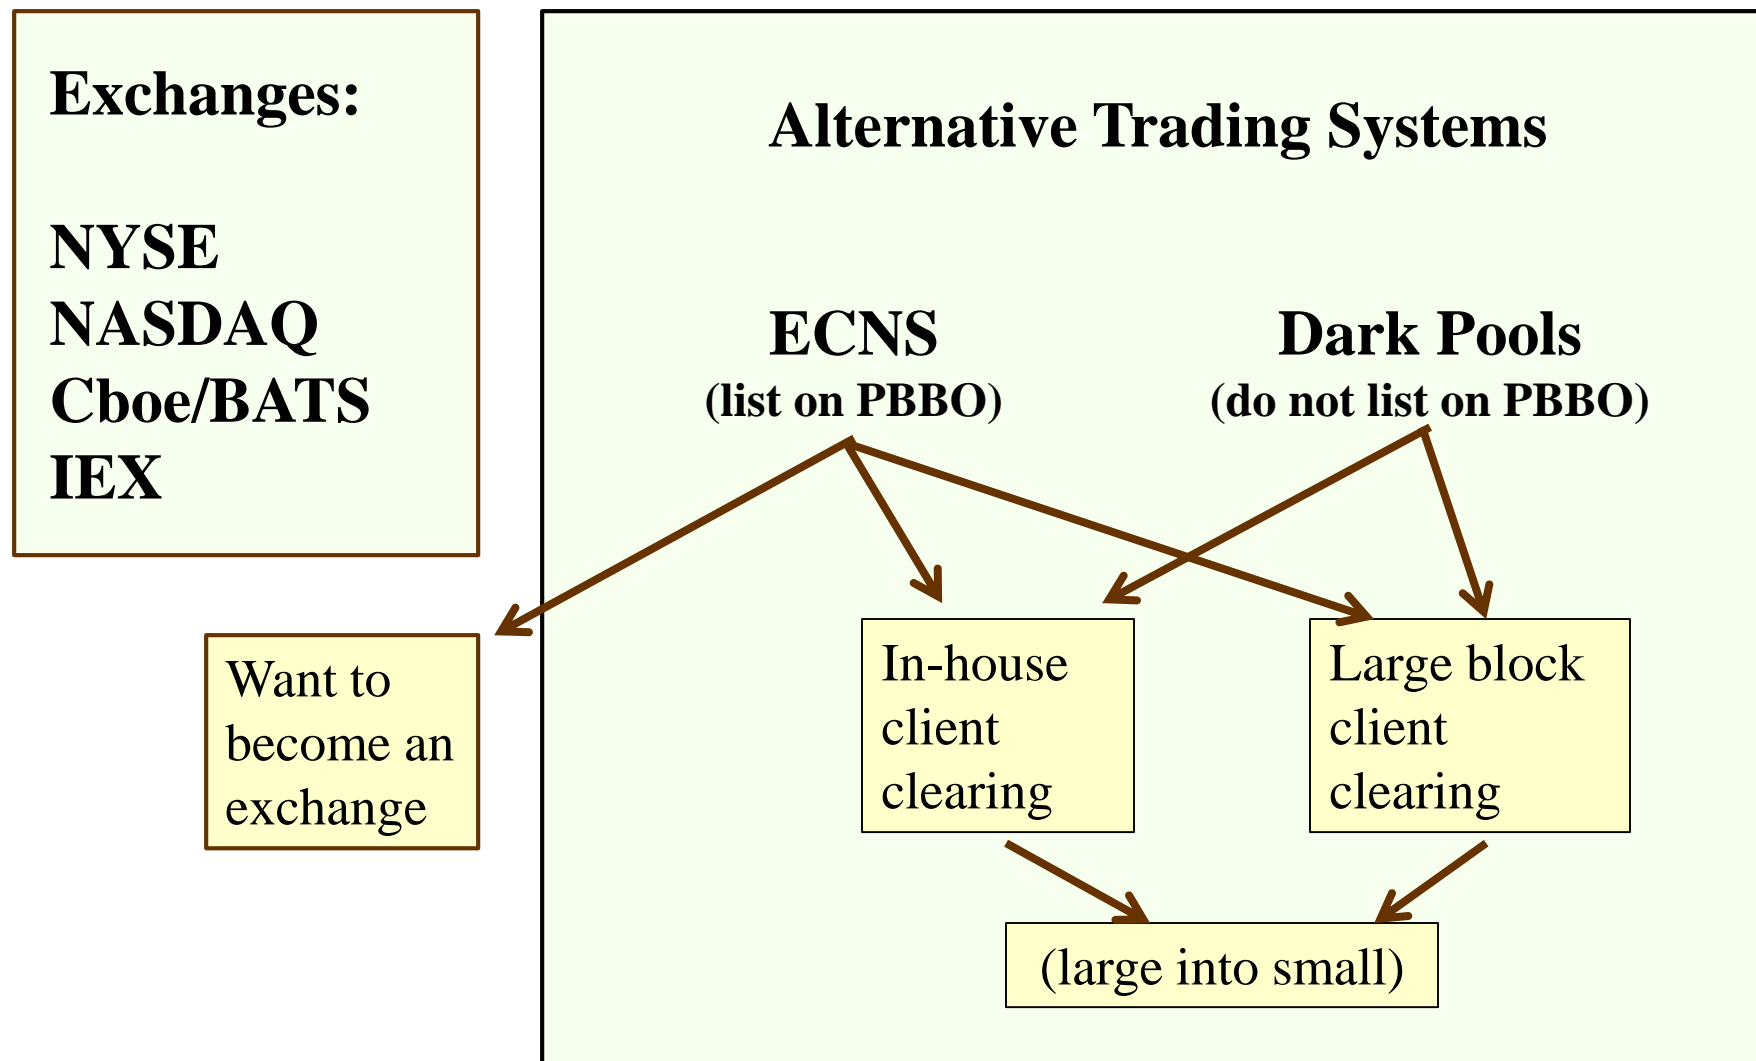 Exchanges:
NYSE
NASDAQ
Cboe/BATS
IEX
Alternative Trading Systems
ECNS
(list on PBBO)
Dark Pools
(do not list on PBBO)
Want to
become an
exchange
In-house
client
clearing
Large block
client
clearing
(large into small)